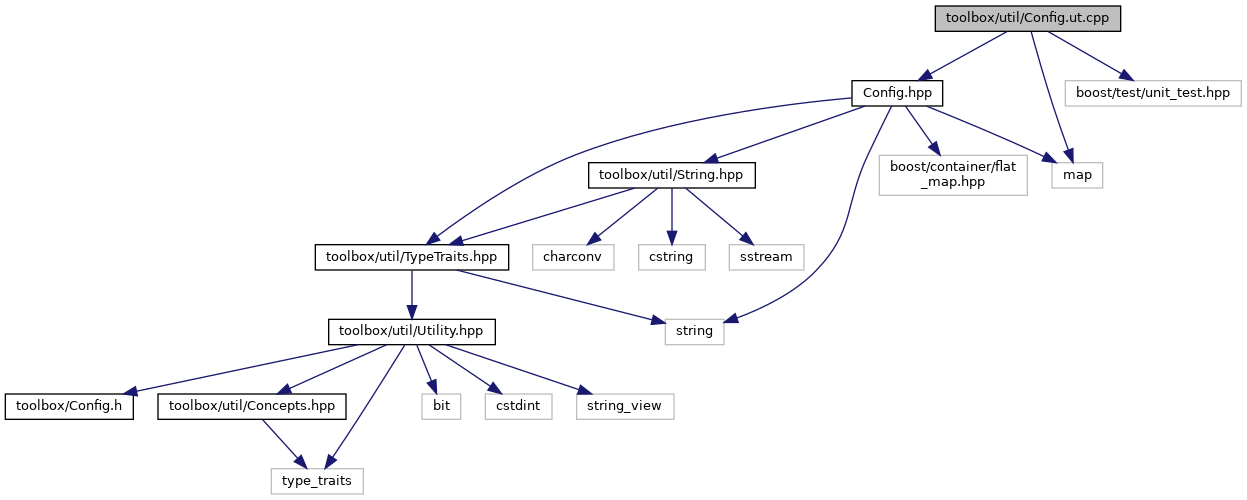 toolbox/util/Config.ut.cpp
Config.hpp
boost/test/unit_test.hpp
toolbox/util/String.hpp
boost/container/flat
_map.hpp
map
toolbox/util/TypeTraits.hpp
charconv
cstring
sstream
toolbox/util/Utility.hpp
string
toolbox/Config.h
toolbox/util/Concepts.hpp
bit
cstdint
string_view
type_traits